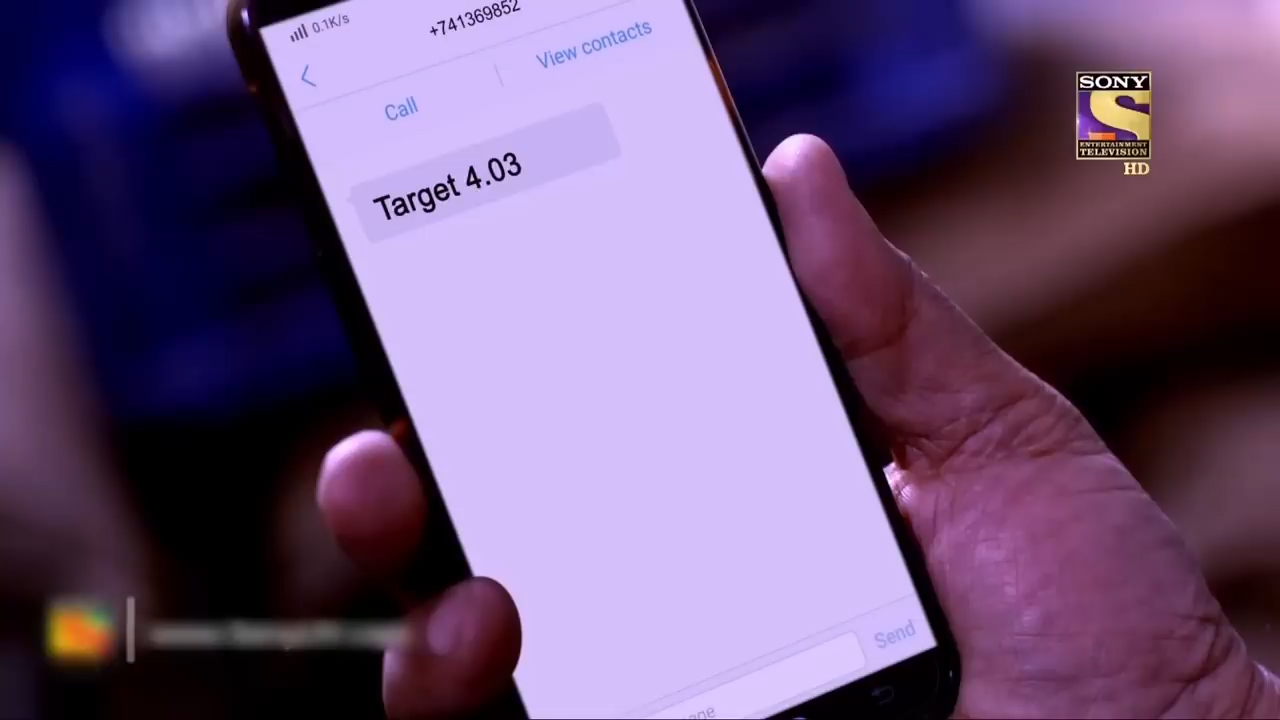 0.1K/s
+741369852
Call
View contacts
Target 4.03
Send
SONY
ENTERTAINMENT
TELEVISION
HD